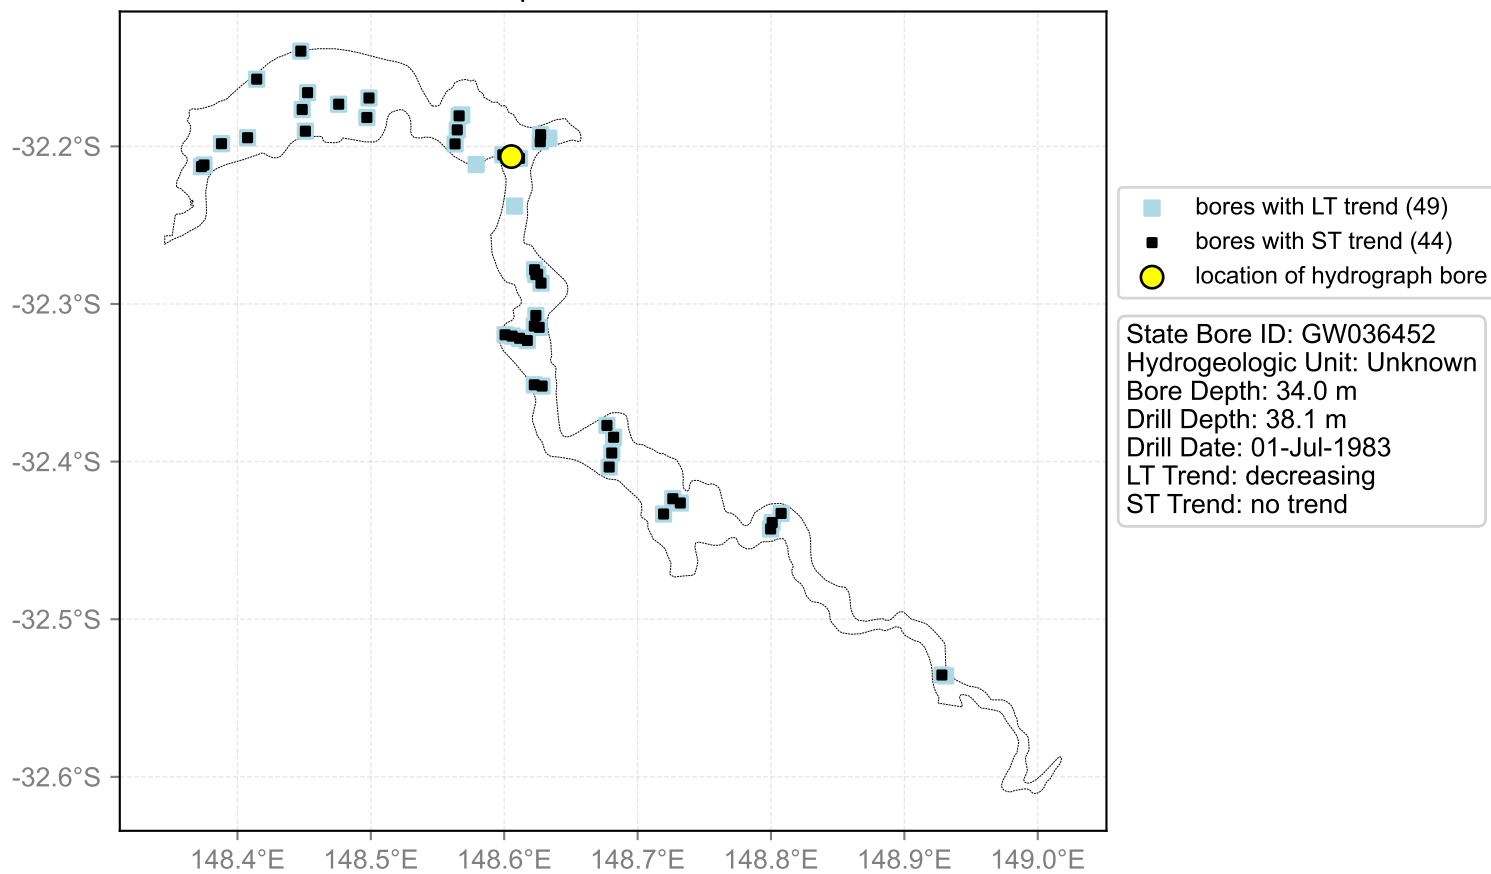 -32.2°S
-32.3°S
-32.4°S
-32.5°S
-32.6°S
148.4°E 148.5°E 148.6°E 148.7°E 148.8°E 148.9°E 149.0°E
bores with LT trend (49)
bores with ST trend (44)
location of hydrograph bore
State Bore ID: GW036452
Hydrogeologic Unit: Unknown
Bore Depth: 34.0 m
Drill Depth: 38.1 m
Drill Date: 01-Jul-1983
LT Trend: decreasing
ST Trend: no trend